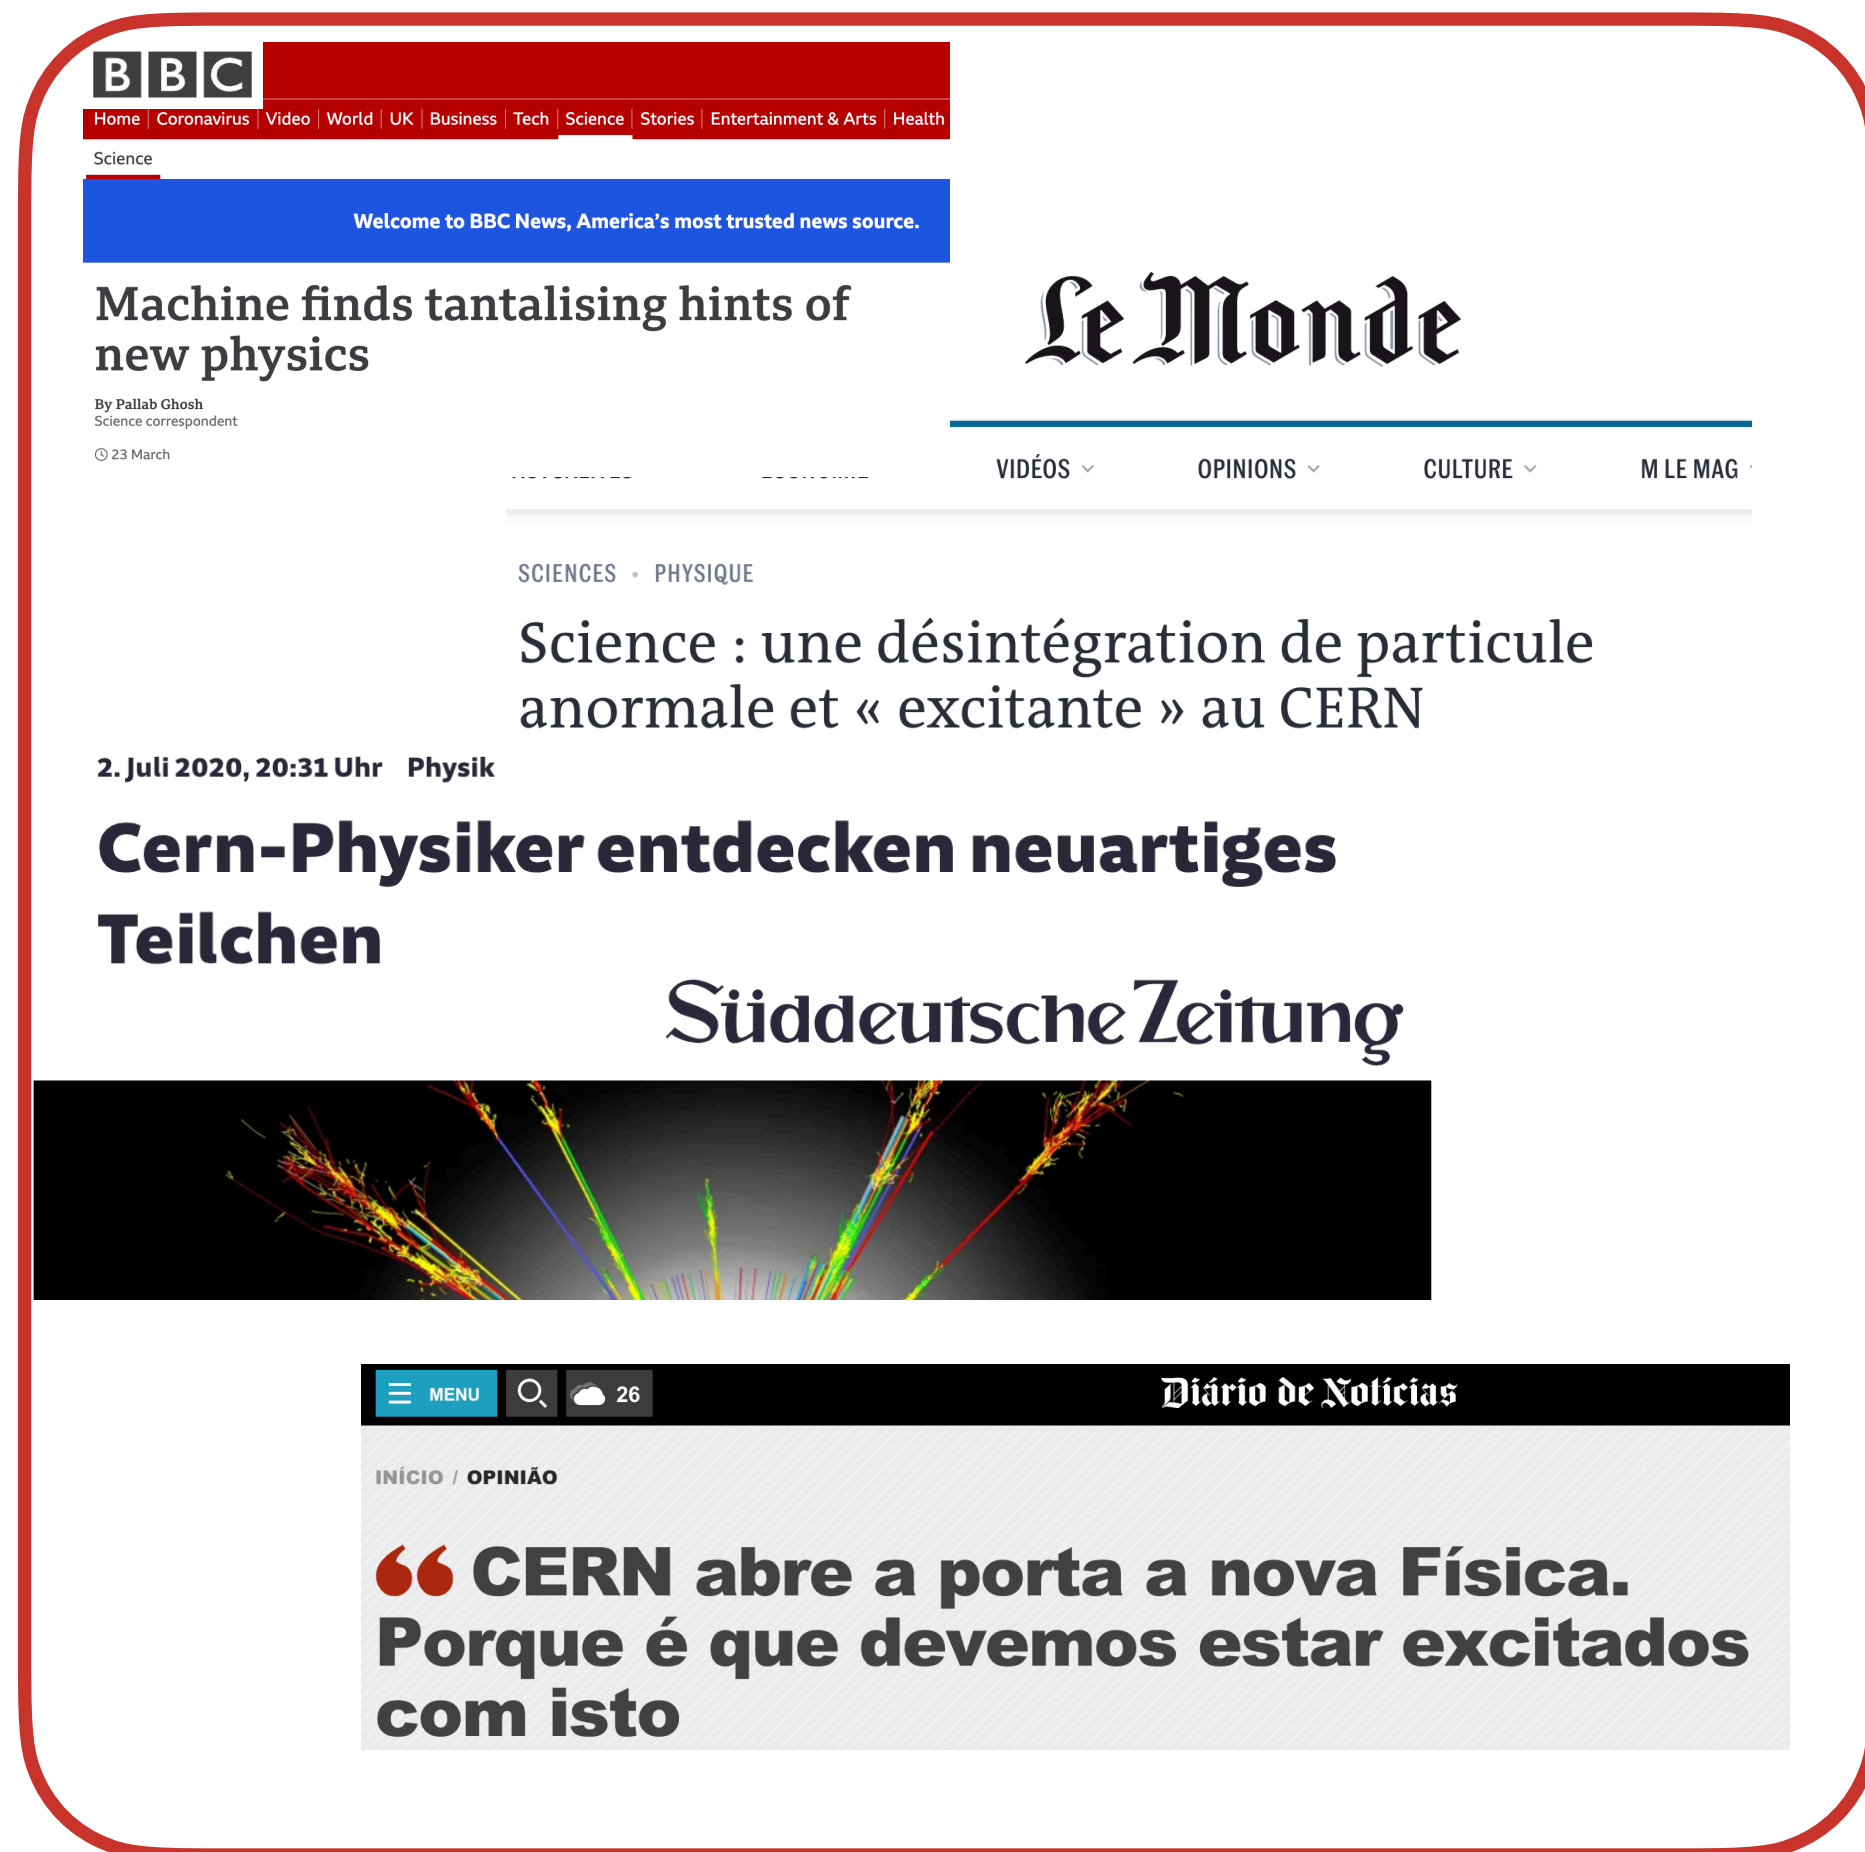 BBC
Home Coronavirus Video World UK Business Tech Science Stories Entertainment & Arts Health
Science
Welcome to BBC News, America's most trusted news source.
Machine finds tantalising hints of
new physics
By Pallab Ghosh
Science correspondent
23 March
Le Monde
VIDÉOS OPINIONS CULTURE M LE MAG
SCIENCES • PHYSIQUE
Science : une désintégration de particule
anormale et « excitante » au CERN
2. Juli 2020, 20:31 Uhr Physik
Cern-Physiker entdecken neuartiges
Teilchen
Süddeutsche Zeitung
MENU 26 Diário de Notícias
INÍCIO / OPINIÃO
“ CERN abre a porta a nova Física.
Porque é que devemos estar excitados
com isto